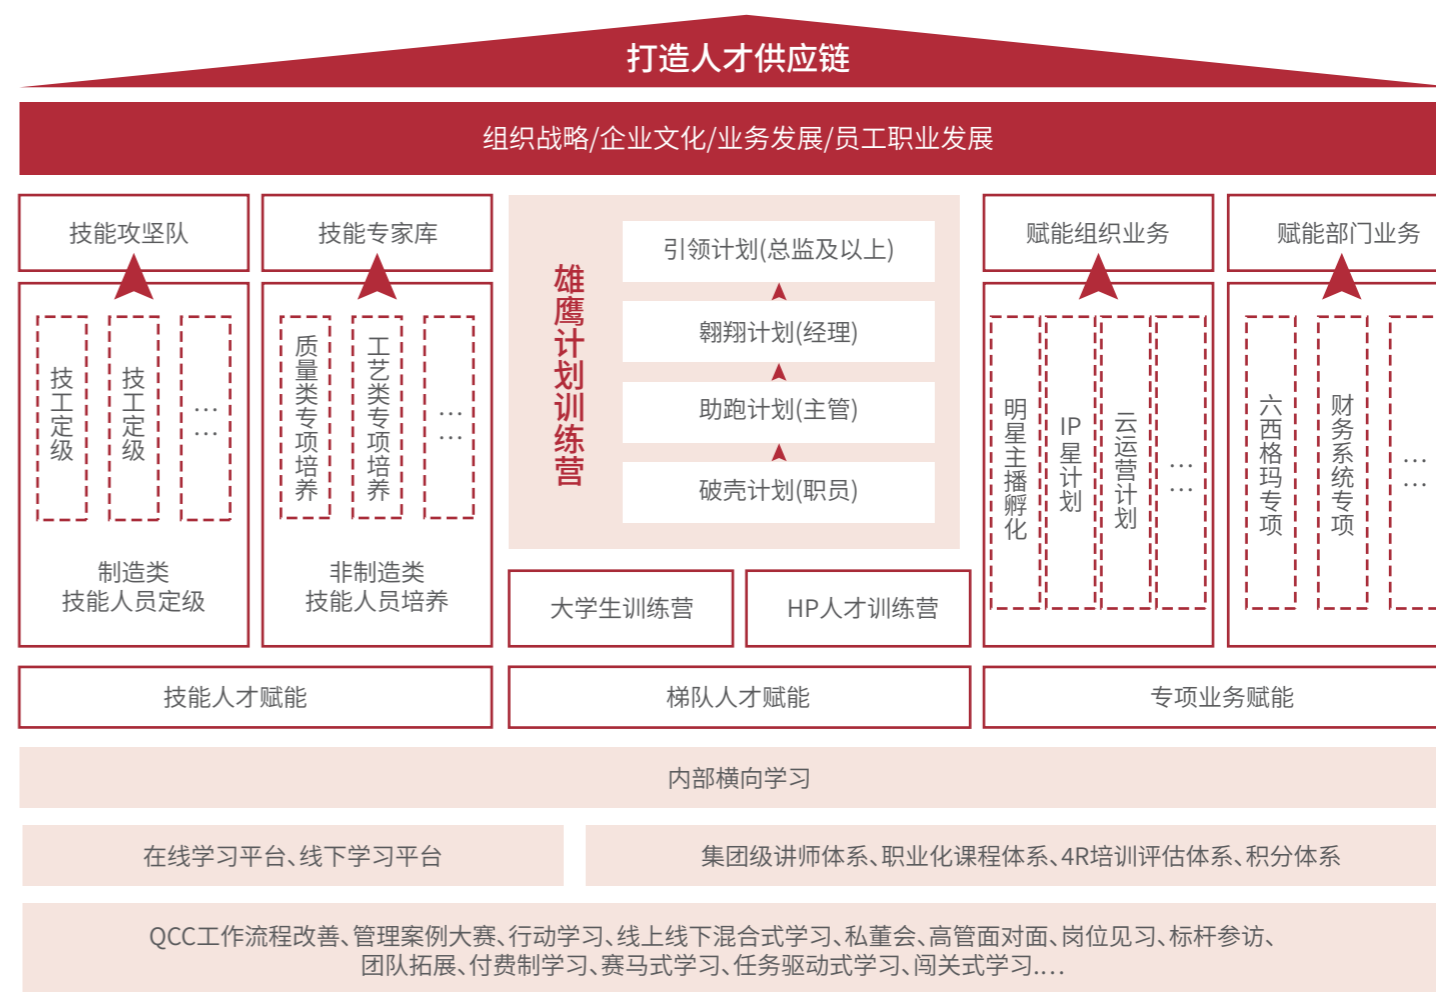 打造人才供应链
组织战略/企业文化/业务发展/员工职业发展
技能攻坚队
技工定级
技工定级
……
制造类
技能人员定级
技能专家库
质量类专项培养
工艺类专项培养
……
非制造类
技能人员培养
雄鹰计划训练营
引领计划(总监及以上)
翱翔计划(经理)
助跑计划(主管)
破壳计划(职员)
大学生训练营
HP人才训练营
赋能组织业务
明星主播孵化
IP星计划
云运营计划
……
赋能部门业务
六西格玛专项
财务系统专项
……
技能人才赋能
梯队人才赋能
专项业务赋能
内部横向学习
在线学习平台、线下学习平台
集团级讲师体系、职业化课程体系、4R培训评估体系、积分体系
QCC工作流程改善、管理案例大赛、行动学习、线上线下混合式学习、私董会、高管面对面、岗位见习、标杆参访、
团队拓展、付费制学习、赛马式学习、任务驱动式学习、闯关式学习....